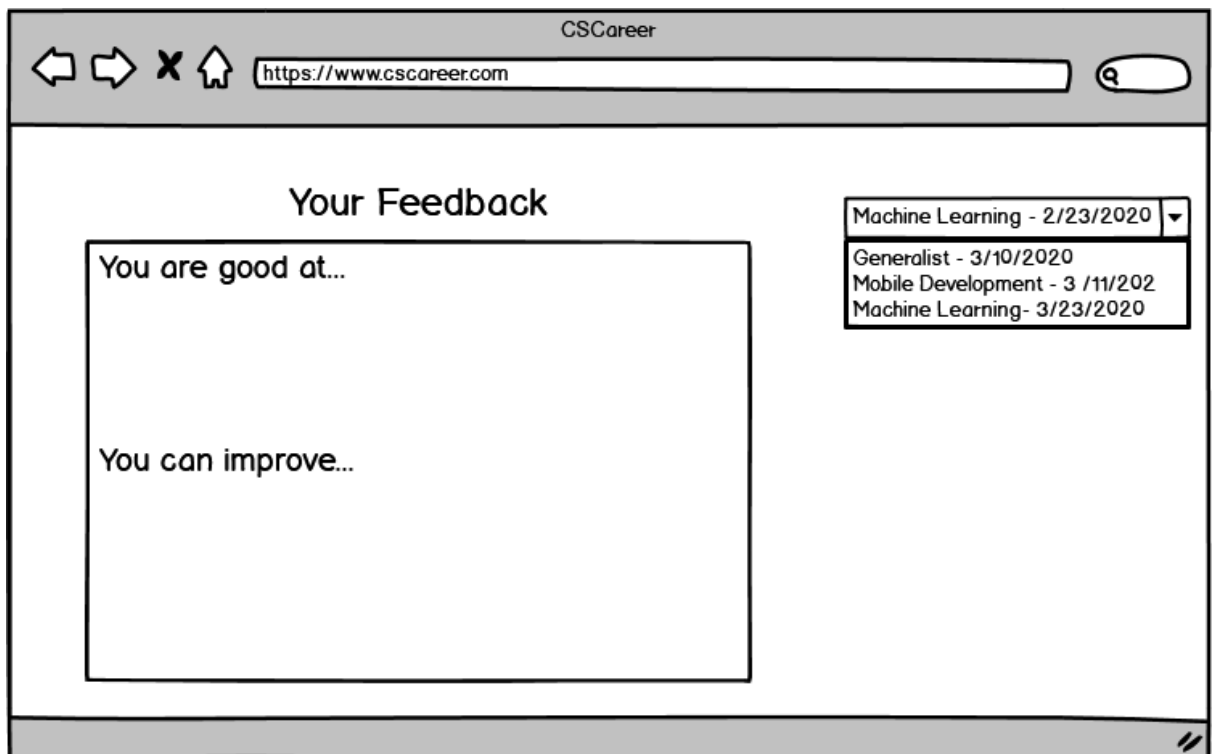 CSCareer
https://www.cscareer.com
Your Feedback
You are good at...
You can improve...
Machine Learning - 2/23/2020
Generalist - 3/10/2020
Mobile Development - 3 /11/202
Machine Learning- 3/23/2020